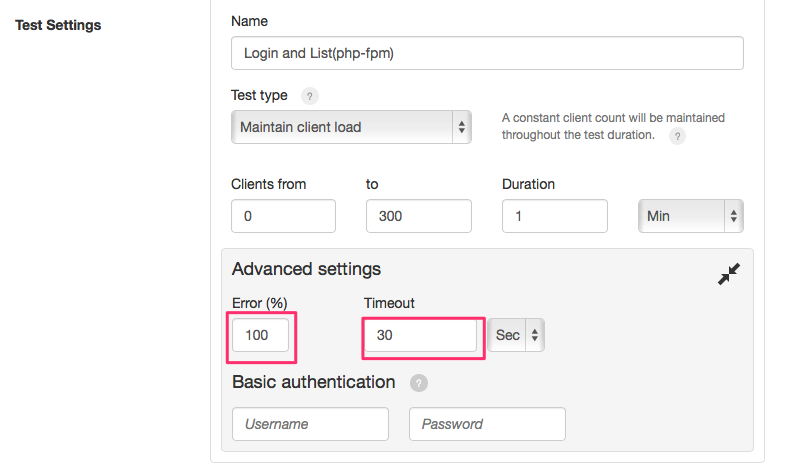 Test Settings
Name
Login and List(php-fpm)
Test type ?
Maintain client load
A constant client count will be maintained
throughout the test duration. ?
Clients from to Duration
0 300 1 Min
Advanced settings
Error (%) Timeout
100 30 Sec
Basic authentication ?
Username Password